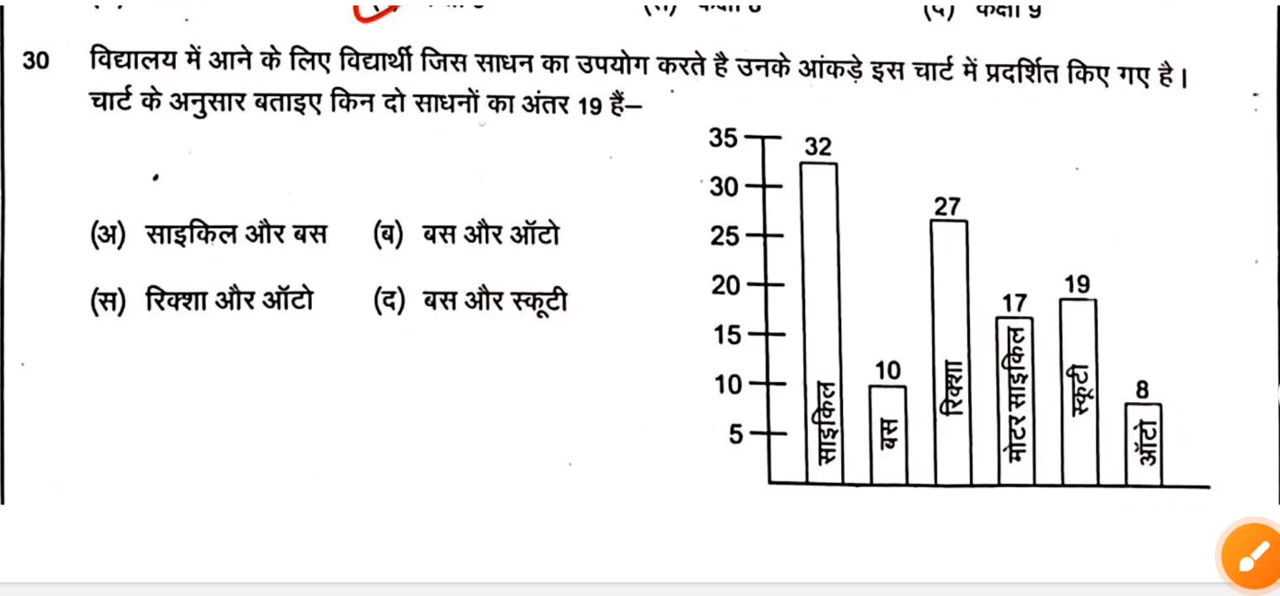 (द) कक्षा 9
30 विद्यालय में आने के लिए विद्यार्थी जिस साधन का उपयोग करते है उनके आंकड़े इस चार्ट में प्रदर्शित किए गए है।
चार्ट के अनुसार बताइए किन दो साधनों का अंतर 19 हैं–
(अ) साइकिल और बस (ब) बस और ऑटो
(स) रिक्शा और ऑटो (द) बस और स्कूटी
35
30
25
20
15
10
5
32
10
27
17
19
8
साइकिल
बस
रिक्शा
मोटर साइकिल
स्कूटी
ऑटो